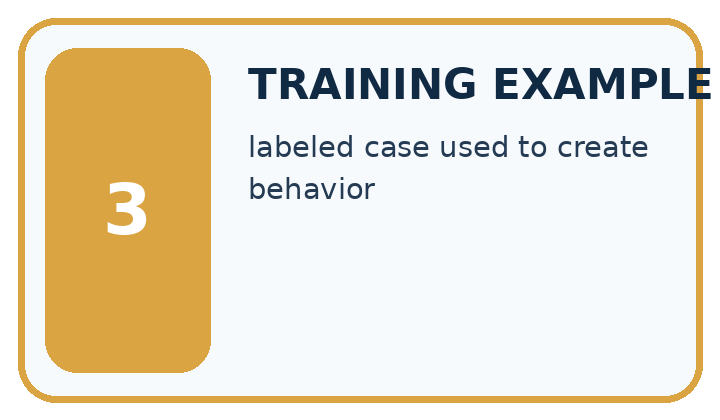 3
TRAINING EXAMPLE
labeled case used to create
behavior